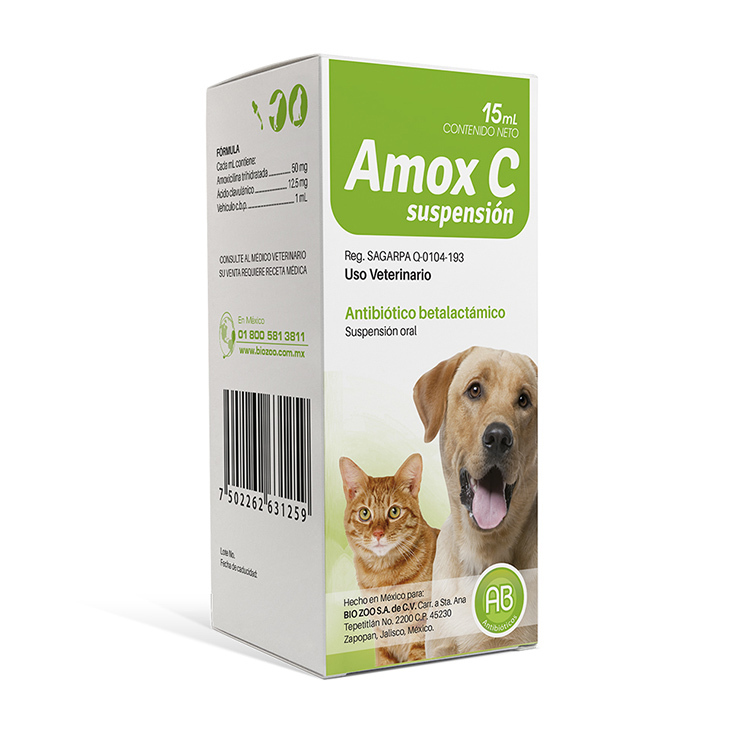 FÓRMULA
Cada mL contiene:
Amoxicilina trihidratada ........... 50 mg
Ácido clavulánico ............ 12.5 mg
Vehículo c.b.p. ............ 1 mL
CONSULTE AL MÉDICO VETERINARIO
SU VENTA REQUIERE RECETA MÉDICA
En México
01 800 581 3811
www.biozoo.com.mx
7 502262 631259
Lote No.
Fecha de caducidad:
15 mL
CONTENIDO NETO
Amox C
suspensión
Reg. SAGARPA Q-0104-193
Uso Veterinario
Antibiótico betalactámico
Suspensión oral
Hecho en México para:
BIO ZOO S.A. de C.V. Carr. a Sta. Ana
Tepetitlán No. 2200 C.P. 45230
Zapopan, Jalisco, México.
AB
Antibióticos